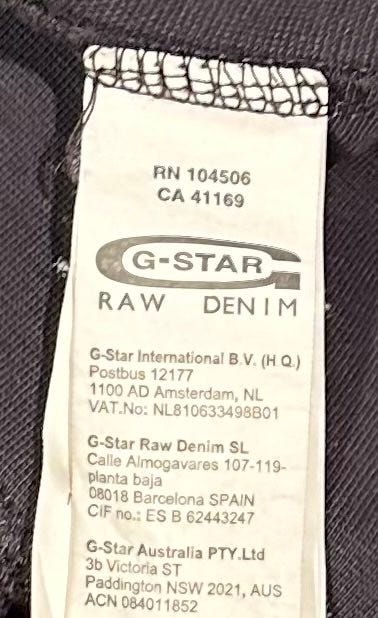 RN 104506
CA 41169
G-STAR
RAW DENIM
G-Star International B.V. (H Q.)
Postbus 12177
1100 AD Amsterdam, NL
VAT.No: NL810633498B01
G-Star Raw Denim SL
Calle Almogavares 107-119-
planta baja
08018 Barcelona SPAIN
CIF no.: ES B 62443247
G-Star Australia PTY.Ltd
3b Victoria ST
Paddington NSW 2021, AUS
ACN 084011852